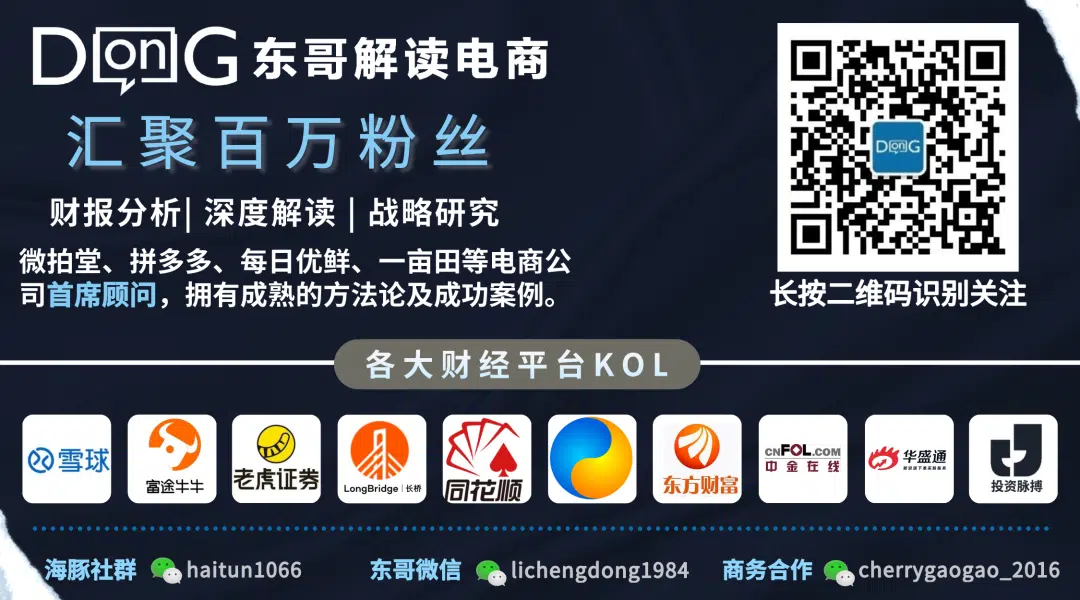 DonG 东哥解读电商
汇聚百万粉丝
财报分析| 深度解读 | 战略研究
微拍堂、拼多多、每日优鲜、一亩田等电商公
司首席顾问，拥有成熟的方法论及成功案例。
DonG
长按二维码识别关注
各大财经平台KOL
雪球
富途牛牛
老虎证券
LongBridge | 长桥
同花顺
东方财富
CNFOL.COM
中金在线
华盛通
投资脉搏
海豚社群 haitun1066
东哥微信 lichengdong1984
商务合作 cherrygaogao_2016